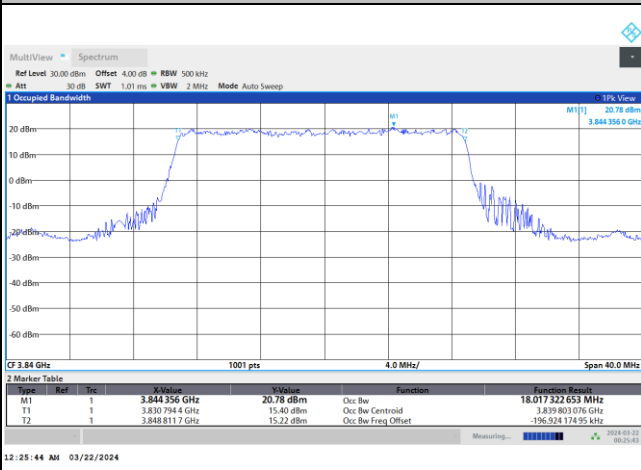 MultiView Spectrum
Ref Level 30.00 dBm Offset 4.00 dB RBW 500 kHz
Att 30 dB SWT 1.01 ms VBW 2 MHz Mode Auto Sweep
1 Occupied Bandwidth 1Pk View
M1[1] 20.78 dBm
3.844 356 0 GHz
M1
T1 T2
20 dBm
10 dBm
0 dBm
-10 dBm
-20 dBm
-30 dBm
-40 dBm
-50 dBm
-60 dBm
CF 3.84 GHz 1001 pts 4.0 MHz/ Span 40.0 MHz
2 Marker Table
Type Ref Trc X-Value Y-Value Function Function Result
M1 1 3.844 356 GHz 20.78 dBm Occ Bw 18.017 322 653 MHz
T1 1 3.830 794 4 GHz 15.40 dBm Occ Bw Centroid 3.839 803 076 GHz
T2 1 3.848 811 7 GHz 15.22 dBm Occ Bw Freq Offset -196.924 174 95 kHz
Measuring... 2024-03-22
00:25:43
12:25:44 AM 03/22/2024